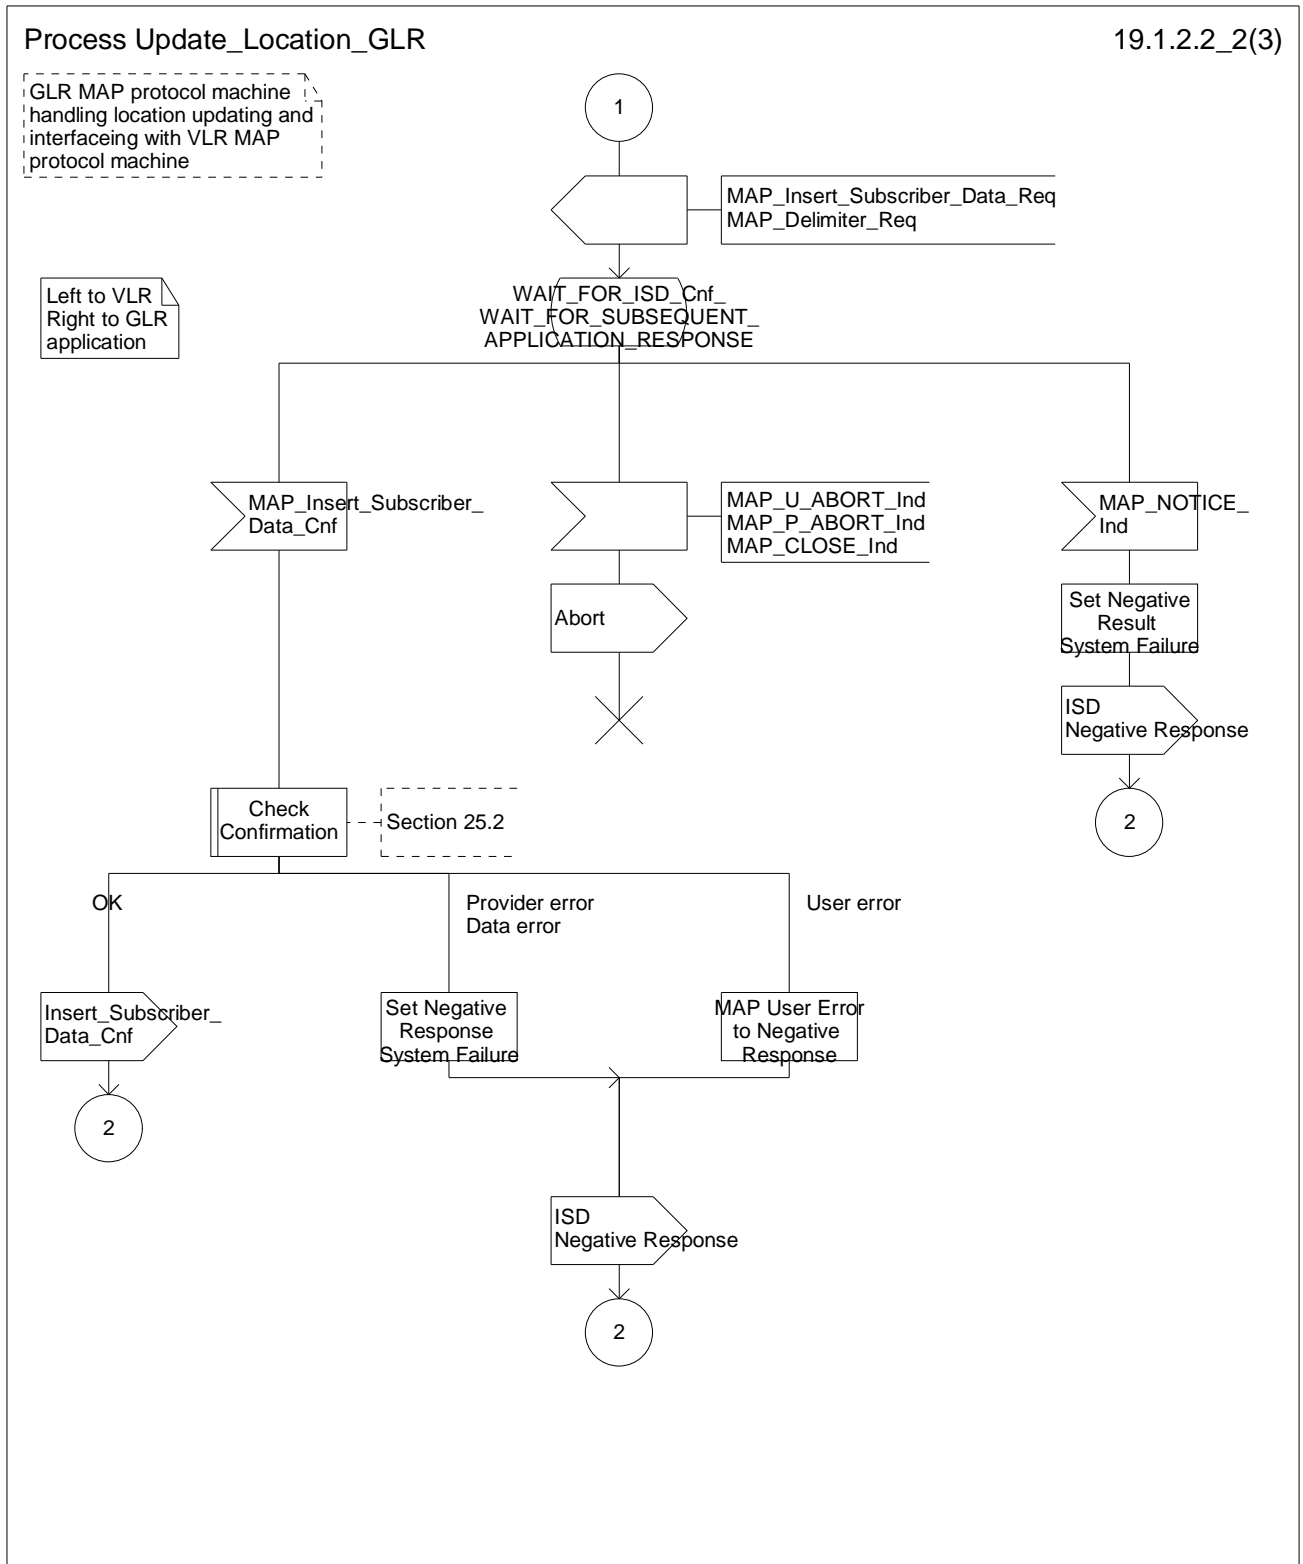 Process Update_Location_GLR
19.1.2.2_2(3)
GLR MAP protocol machine
handling location updating and
interfaceing with VLR MAP
protocol machine
1
MAP_Insert_Subscriber_Data_Req
MAP_Delimiter_Req
Left to VLR
Right to GLR
application
WAIT_FOR_ISD_Cnf_
WAIT_FOR_SUBSEQUENT_
APPLICATION_RESPONSE
MAP_Insert_Subscriber_
Data_Cnf
MAP_U_ABORT_Ind
MAP_P_ABORT_Ind
MAP_CLOSE_Ind
MAP_NOTICE_
Ind
Abort
Set Negative
Result
System Failure
ISD
Negative Response
2
Check
Confirmation
Section 25.2
OK
Provider error
Data error
User error
Insert_Subscriber_
Data_Cnf
Set Negative
Response
System Failure
MAP User Error
to Negative
Response
2
ISD
Negative Response
2